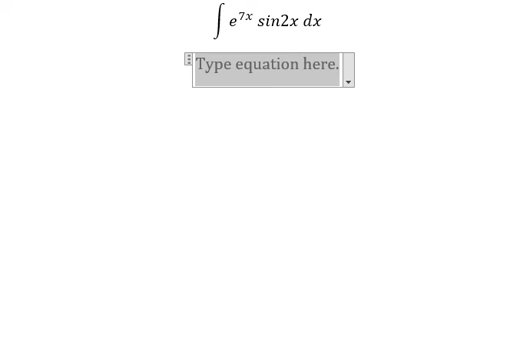 ∫ e^{7x} sin2x dx
Type equation here.